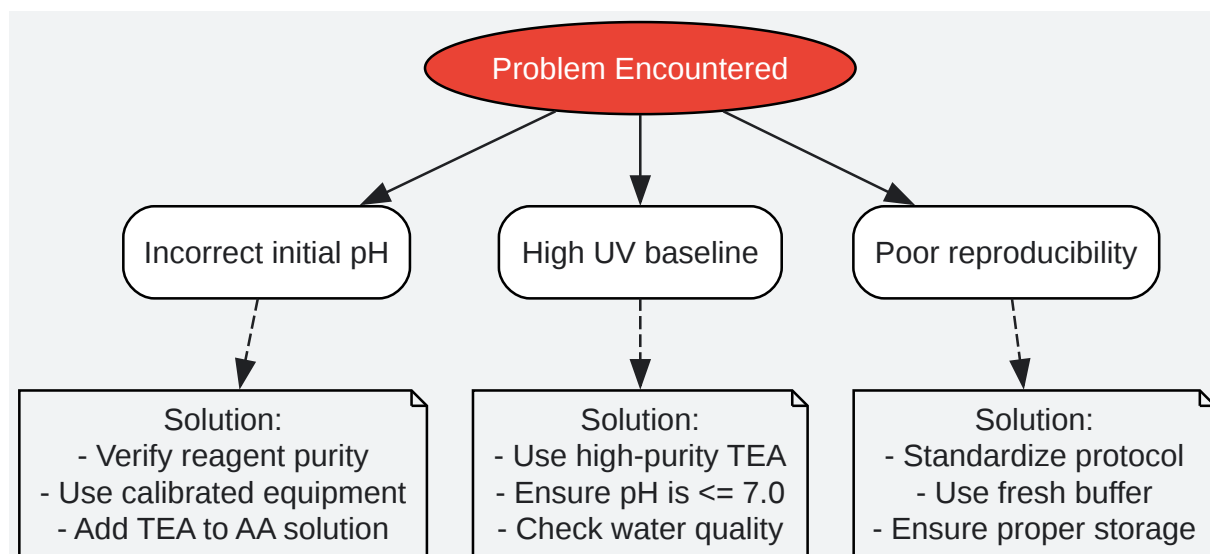 Problem Encountered
Incorrect initial pH
High UV baseline
Poor reproducibility
Solution:
- Verify reagent purity
- Use calibrated equipment
- Add TEA to AA solution
Solution:
- Use high-purity TEA
- Ensure pH is <= 7.0
- Check water quality
Solution:
- Standardize protocol
- Use fresh buffer
- Ensure proper storage